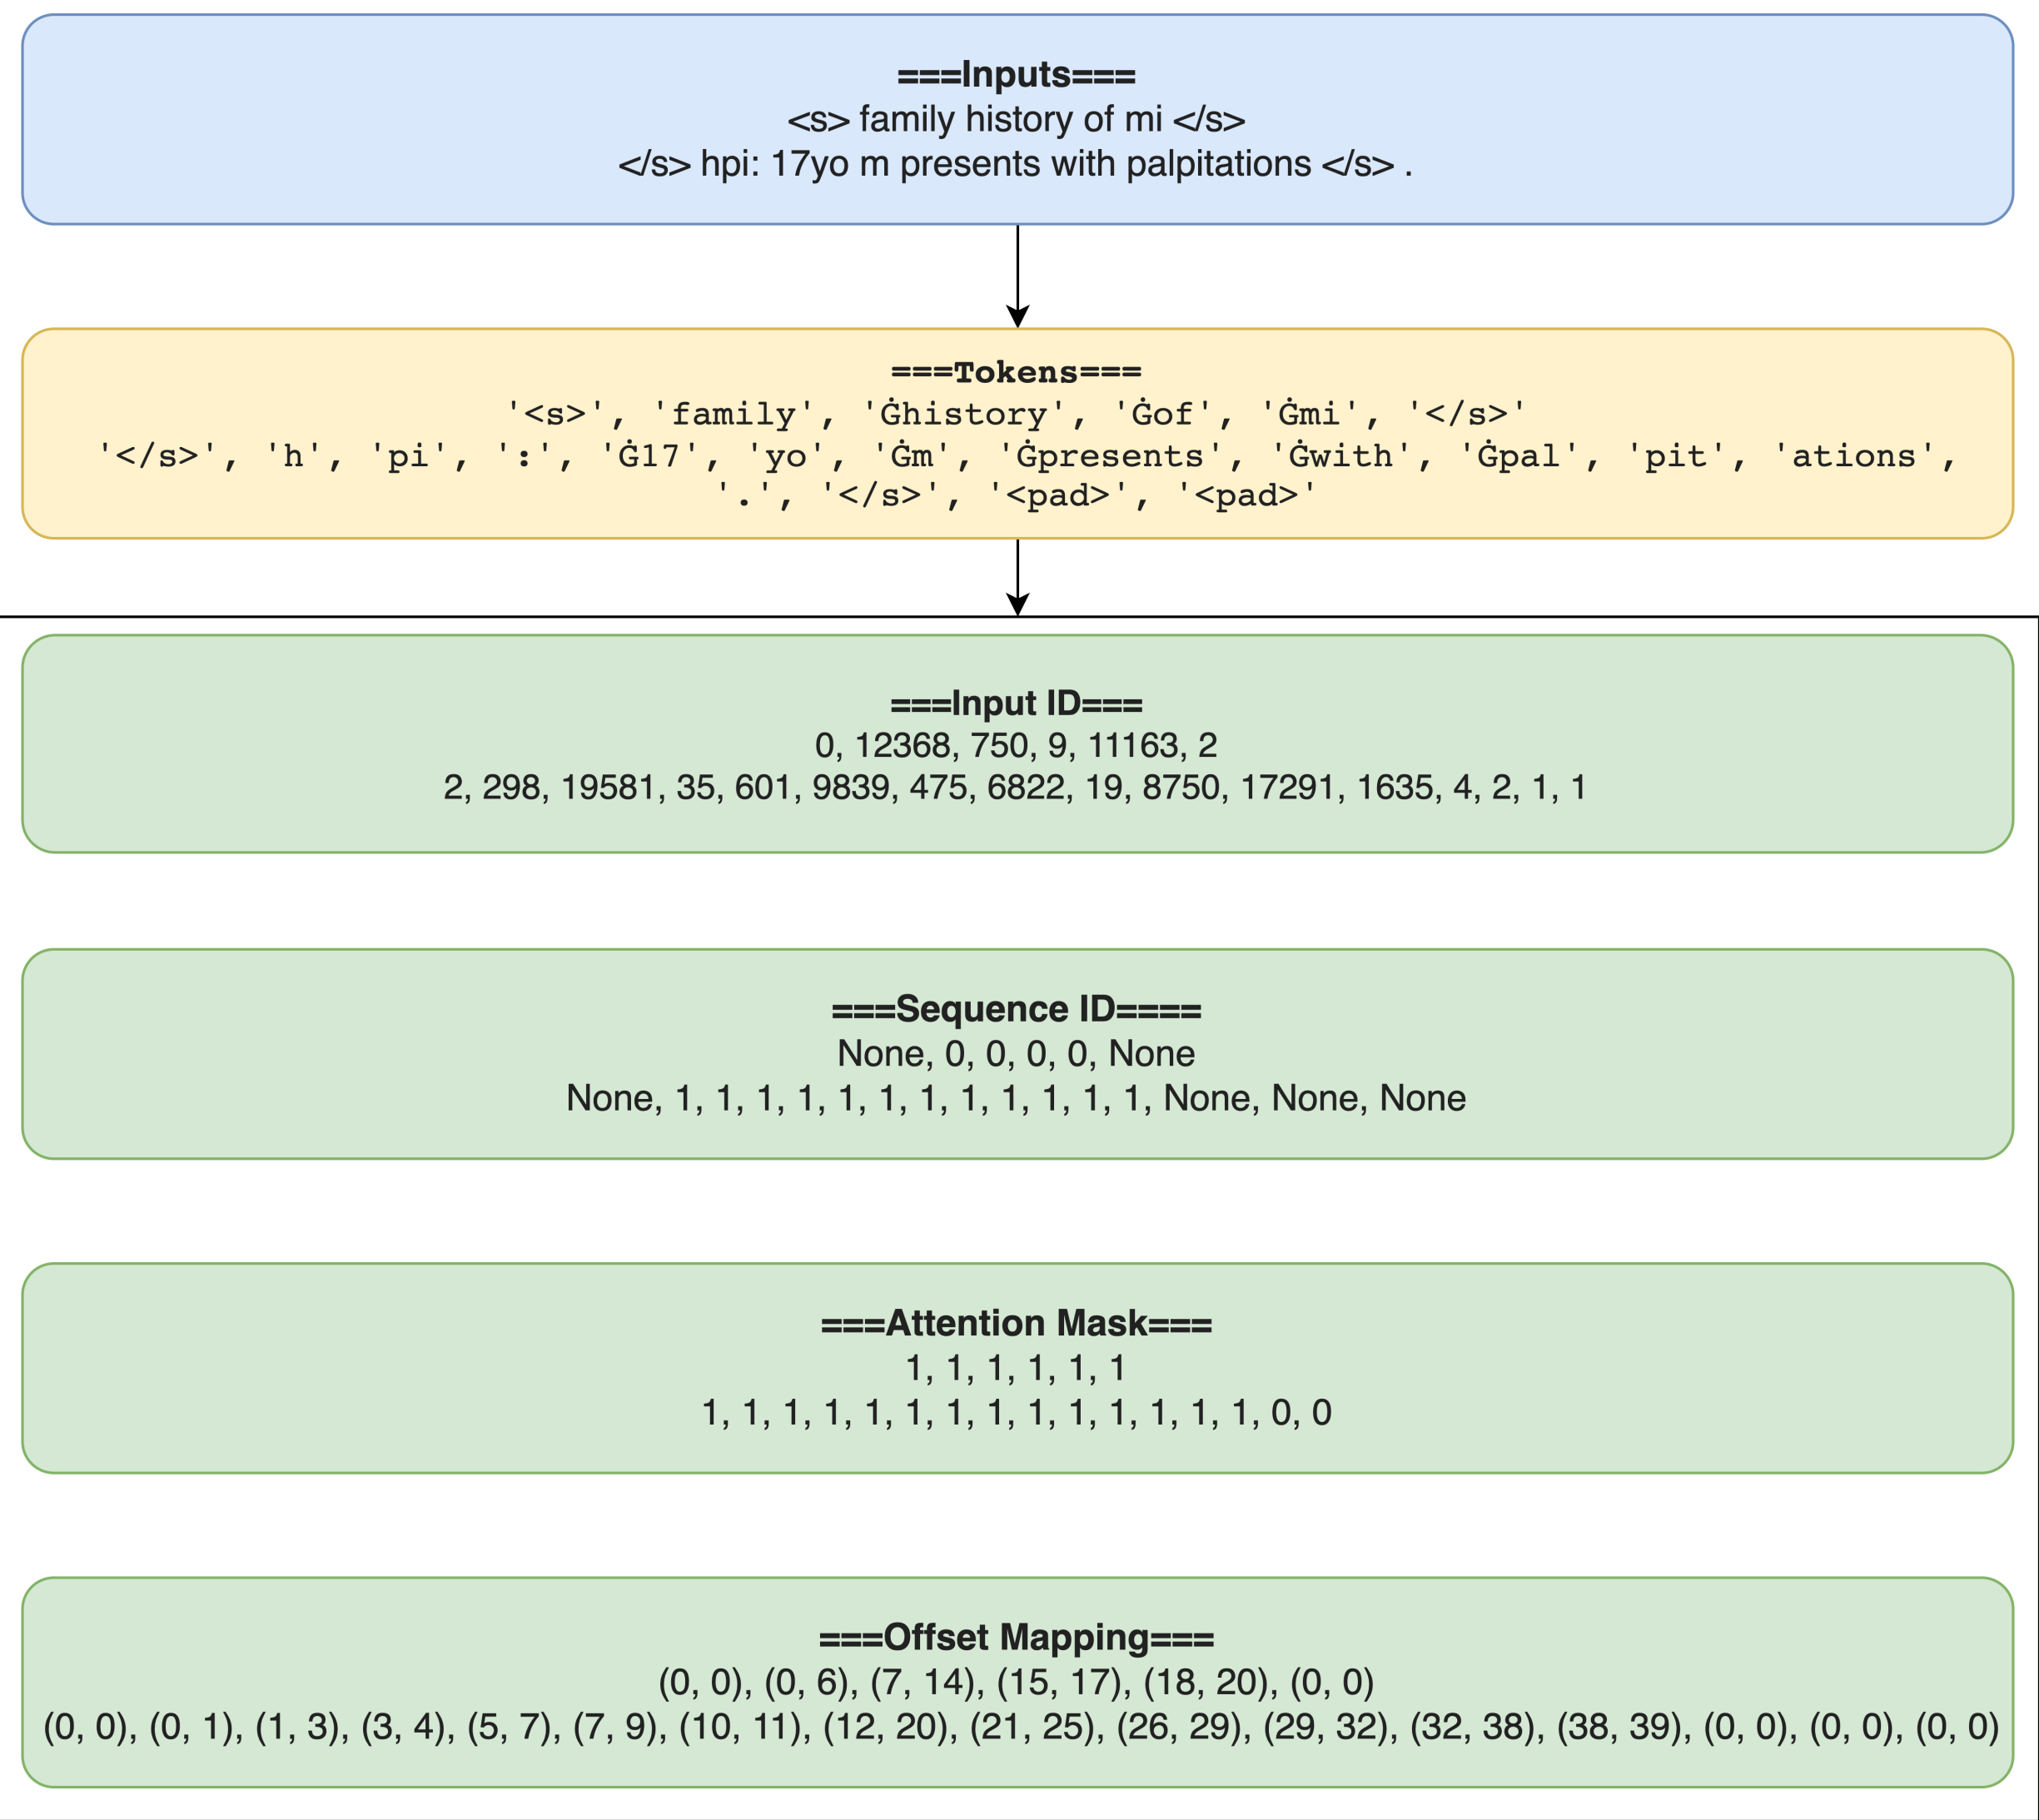 ===Inputs===
<s> family history of mi </s>
</s> hpi: 17yo m presents with palpitations </s> .
===Tokens===
'<s>', 'family', 'Ġhistory', 'Ġof', 'Ġmi', '</s>'
'</s>', 'h', 'pi', ':', 'Ġ17', 'yo', 'Ġm', 'Ġpresents', 'Ġwith', 'Ġpal', 'pit', 'ations',
'.', '</s>', '<pad>', '<pad>'
===Input ID===
0, 12368, 750, 9, 11163, 2
2, 298, 19581, 35, 601, 9839, 475, 6822, 19, 8750, 17291, 1635, 4, 2, 1, 1
===Sequence ID====
None, 0, 0, 0, 0, None
None, 1, 1, 1, 1, 1, 1, 1, 1, 1, 1, 1, 1, None, None, None
===Attention Mask===
1, 1, 1, 1, 1, 1
1, 1, 1, 1, 1, 1, 1, 1, 1, 1, 1, 1, 1, 1, 0, 0
===Offset Mapping===
(0, 0), (0, 6), (7, 14), (15, 17), (18, 20), (0, 0)
(0, 0), (0, 1), (1, 3), (3, 4), (5, 7), (7, 9), (10, 11), (12, 20), (21, 25), (26, 29), (29, 32), (32, 38), (38, 39), (0, 0), (0, 0), (0, 0)